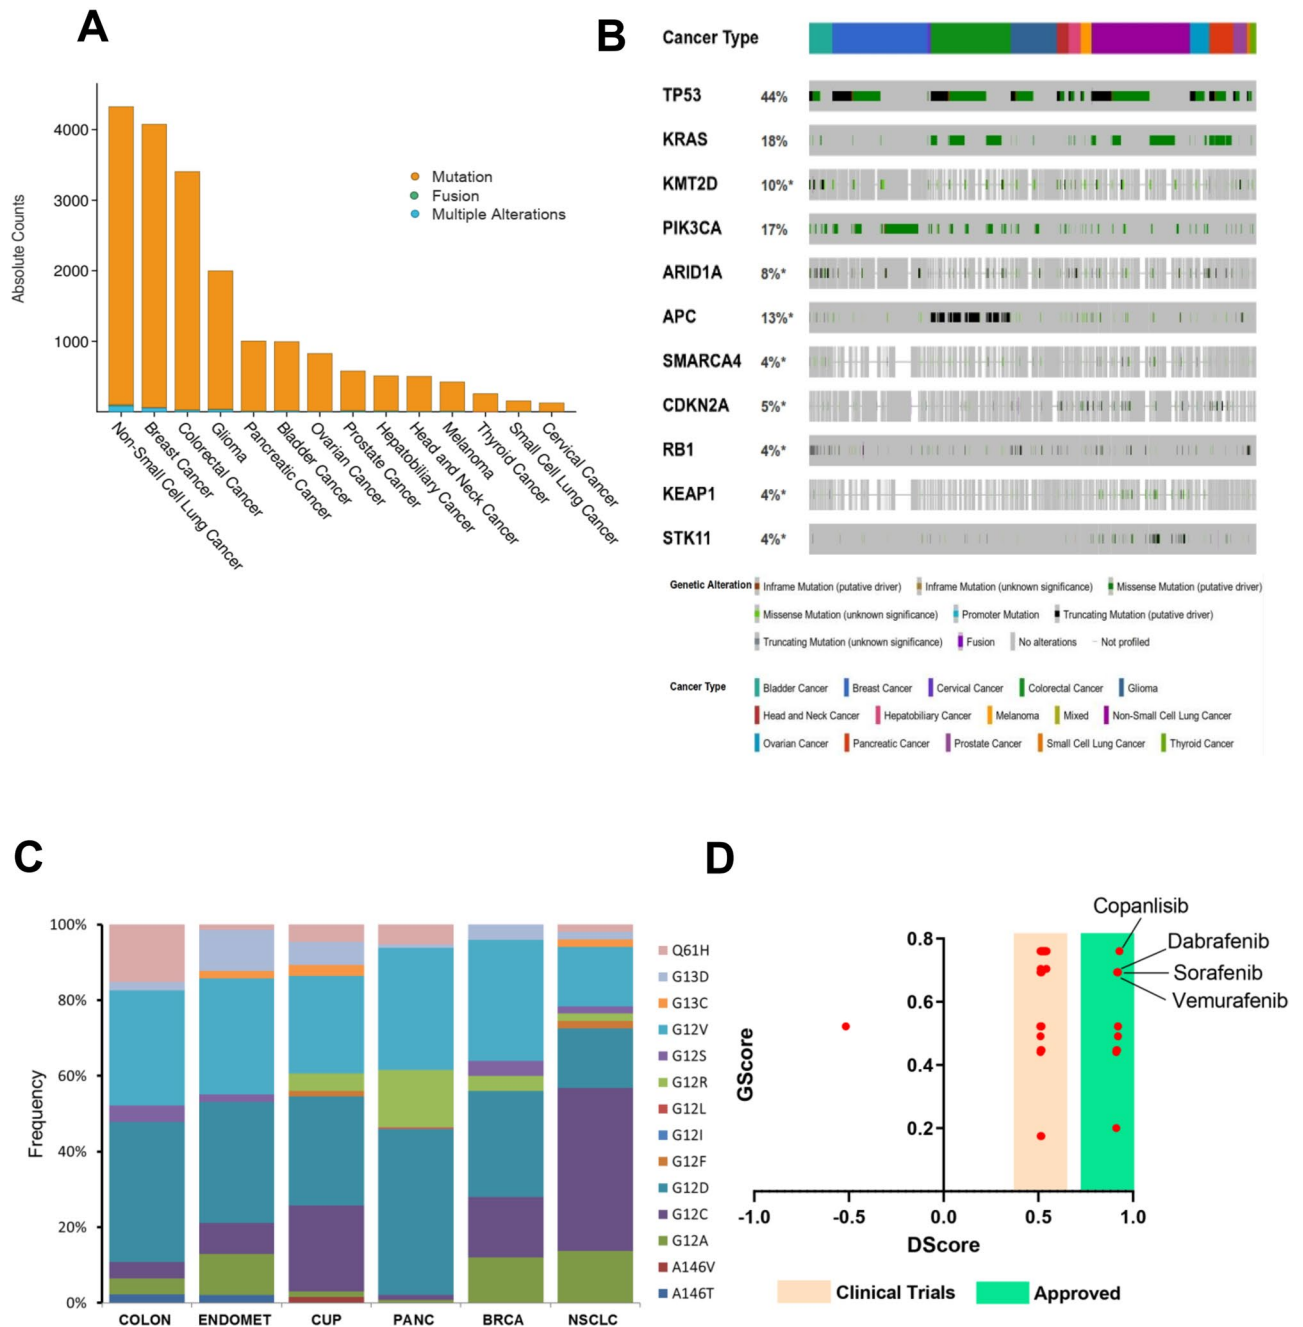 A
Absolute Counts
4000
3000
2000
1000
Mutation
Fusion
Multiple Alterations
Non-Small Cell Lung Cancer
Breast Cancer
Colorectal Cancer
Glioma
Pancreatic Cancer
Bladder Cancer
Ovarian Cancer
Prostate Cancer
Hepatobiliary Cancer
Head and Neck Cancer
Melanoma
Thyroid Cancer
Small Cell Lung Cancer
Cervical Cancer
B
Cancer Type
TP53 44%
KRAS 18%
KMT2D 10%*
PIK3CA 17%
ARID1A 8%*
APC 13%*
SMARCA4 4%*
CDKN2A 5%*
RB1 4%*
KEAP1 4%*
STK11 4%*
Genetic Alteration Inframe Mutation (putative driver) Inframe Mutation (unknown significance) Missense Mutation (putative driver)
Missense Mutation (unknown significance) Promoter Mutation Truncating Mutation (putative driver)
Truncating Mutation (unknown significance) Fusion No alterations Not profiled
Cancer Type Bladder Cancer Breast Cancer Cervical Cancer Colorectal Cancer Glioma
Head and Neck Cancer Hepatobiliary Cancer Melanoma Mixed Non-Small Cell Lung Cancer
Ovarian Cancer Pancreatic Cancer Prostate Cancer Small Cell Lung Cancer Thyroid Cancer
C
Frequency
100%
80%
60%
40%
20%
0%
COLON ENDOMET CUP PANC BRCA NSCLC
Q61H
G13D
G13C
G12V
G12S
G12R
G12L
G12I
G12F
G12D
G12C
G12A
A146V
A146T
D
GScore
0.8
0.6
0.4
0.2
-1.0 -0.5 0.0 0.5 1.0
DScore
Copanlisib
Dabrafenib
Sorafenib
Vemurafenib
Clinical Trials Approved